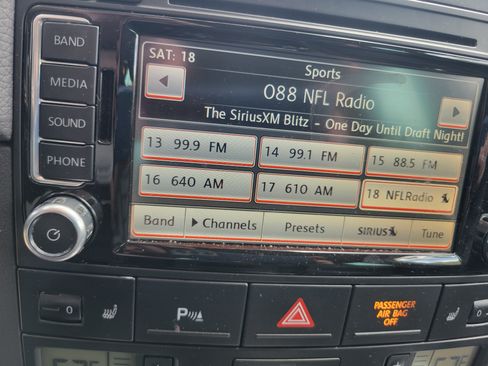 BAND
MEDIA
SOUND
PHONE
SAT: 18
Sports
088 NFL Radio
The SiriusXM Blitz - One Day Until Draft Night!
13 99.9 FM
14 99.1 FM
15 88.5 FM
16 640 AM
17 610 AM
18 NFLRadio
Band
Channels
Presets
SIRIUS
Tune
0
P
PASSENGER
AIR BAG
OFF
0